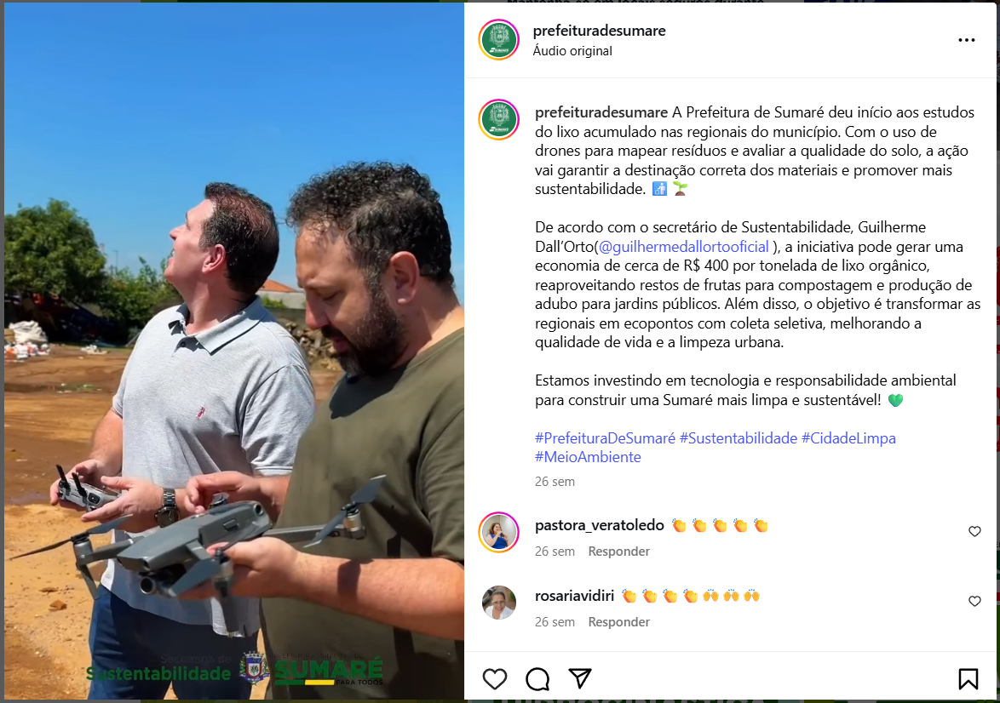 prefeituradesumare
Áudio original
prefeituradesumare A Prefeitura de Sumaré deu início aos estudos
do lixo acumulado nas regionais do município. Com o uso de
drones para mapear resíduos e avaliar a qualidade do solo, a ação
vai garantir a destinação correta dos materiais e promover mais
sustentabilidade. 🚮 🌱
De acordo com o secretário de Sustentabilidade, Guilherme
Dall’Orto(@guilhermedallortooficial ), a iniciativa pode gerar uma
economia de cerca de R$ 400 por tonelada de lixo orgânico,
reaproveitando restos de frutas para compostagem e produção de
adubo para jardins públicos. Além disso, o objetivo é transformar as
regionais em ecopontos com coleta seletiva, melhorando a
qualidade de vida e a limpeza urbana.
Estamos investindo em tecnologia e responsabilidade ambiental
para construir uma Sumaré mais limpa e sustentável! 💚
#PrefeituraDeSumaré #Sustentabilidade #CidadeLimpa
#MeioAmbiente
26 sem
pastora_veratoledo 👏 👏 👏 👏 👏
26 sem Responder
rosariavidiri 👏 👏 👏 👏 🙌 🙌 🙌
26 sem Responder
Secretaria de
Sustentabilidade
SUMARÉ
PARA TODOS